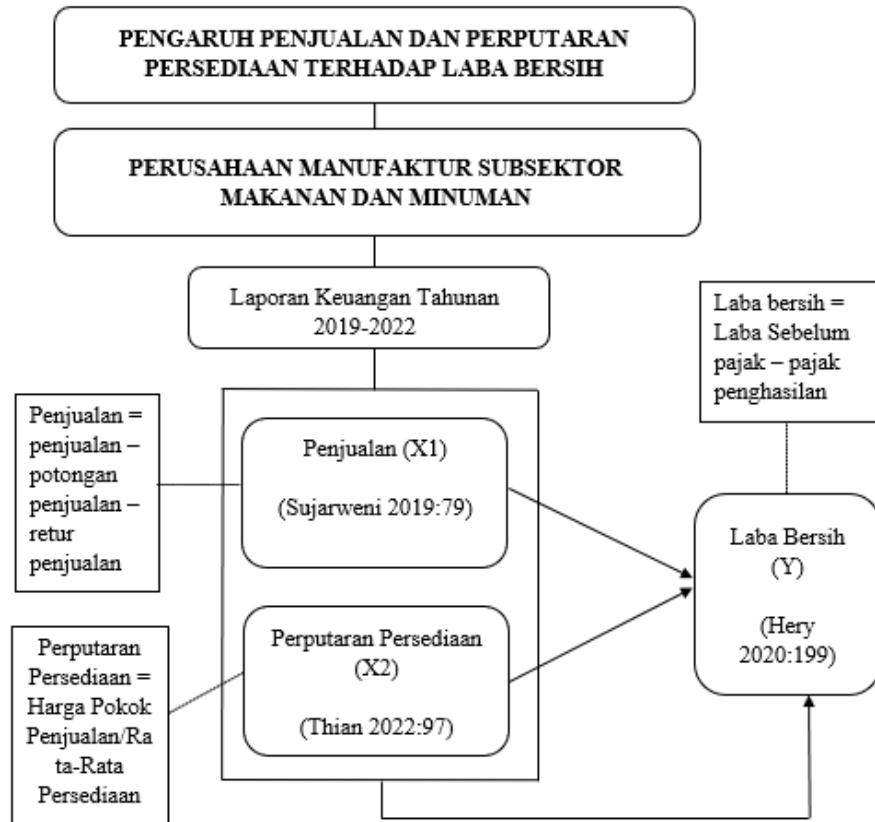 PENGARUH PENJUALAN DAN PERPUTARAN
PERSEDIAAN TERHADAP LABA BERSIH
PERUSAHAAN MANUFAKTUR SUBSEKTOR
MAKANAN DAN MINUMAN
Laporan Keuangan Tahunan
2019-2022
Laba bersih =
Laba Sebelum
pajak – pajak
penghasilan
Penjualan =
penjualan –
potongan
penjualan –
retur
penjualan
Penjualan (X1)
(Sujarweni 2019:79)
Laba Bersih
(Y)
(Hery
2020:199)
Perputaran
Persediaan =
Harga Pokok
Penjualan/Ra
ta-Rata
Persediaan
Perputaran Persediaan
(X2)
(Thian 2022:97)